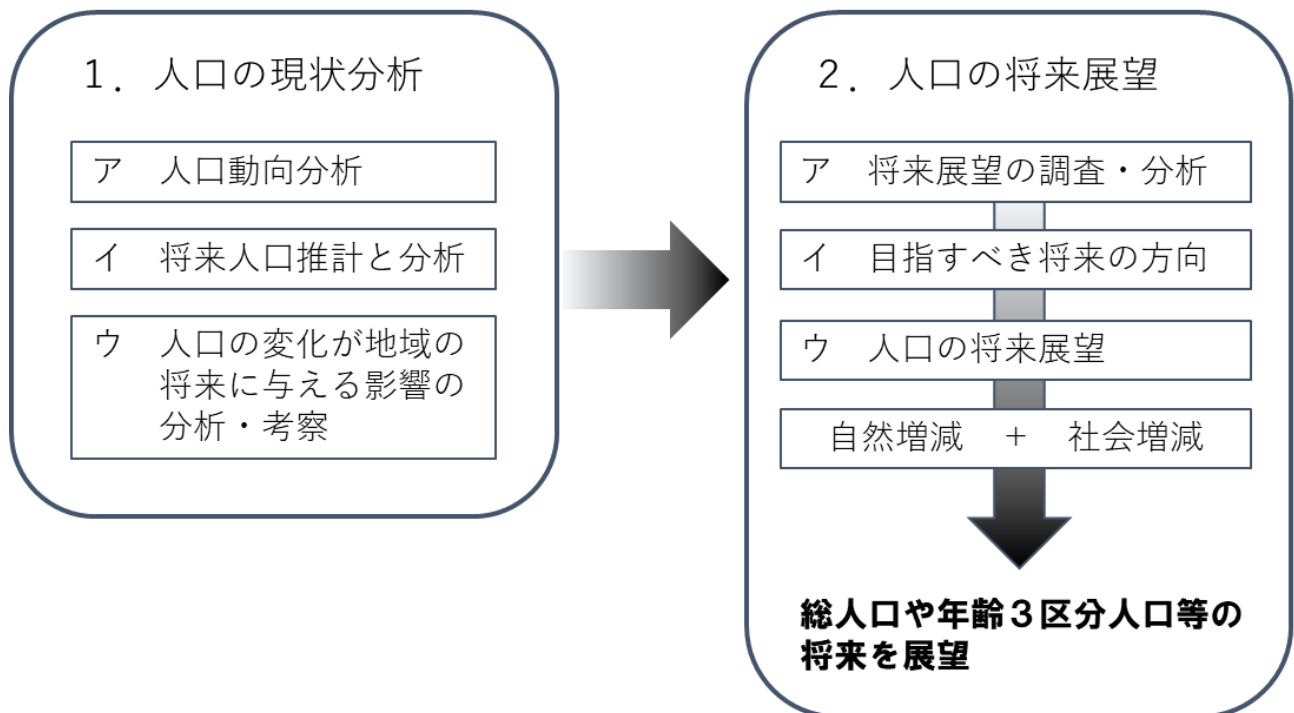 １．人口の現状分析
ア　人口動向分析
イ　将来人口推計と分析
ウ　人口の変化が地域の
将来に与える影響の
分析・考察
２．人口の将来展望
ア　将来展望の調査・分析
イ　目指すべき将来の方向
ウ　人口の将来展望
自然増減　＋　社会増減
総人口や年齢３区分人口等の
将来を展望